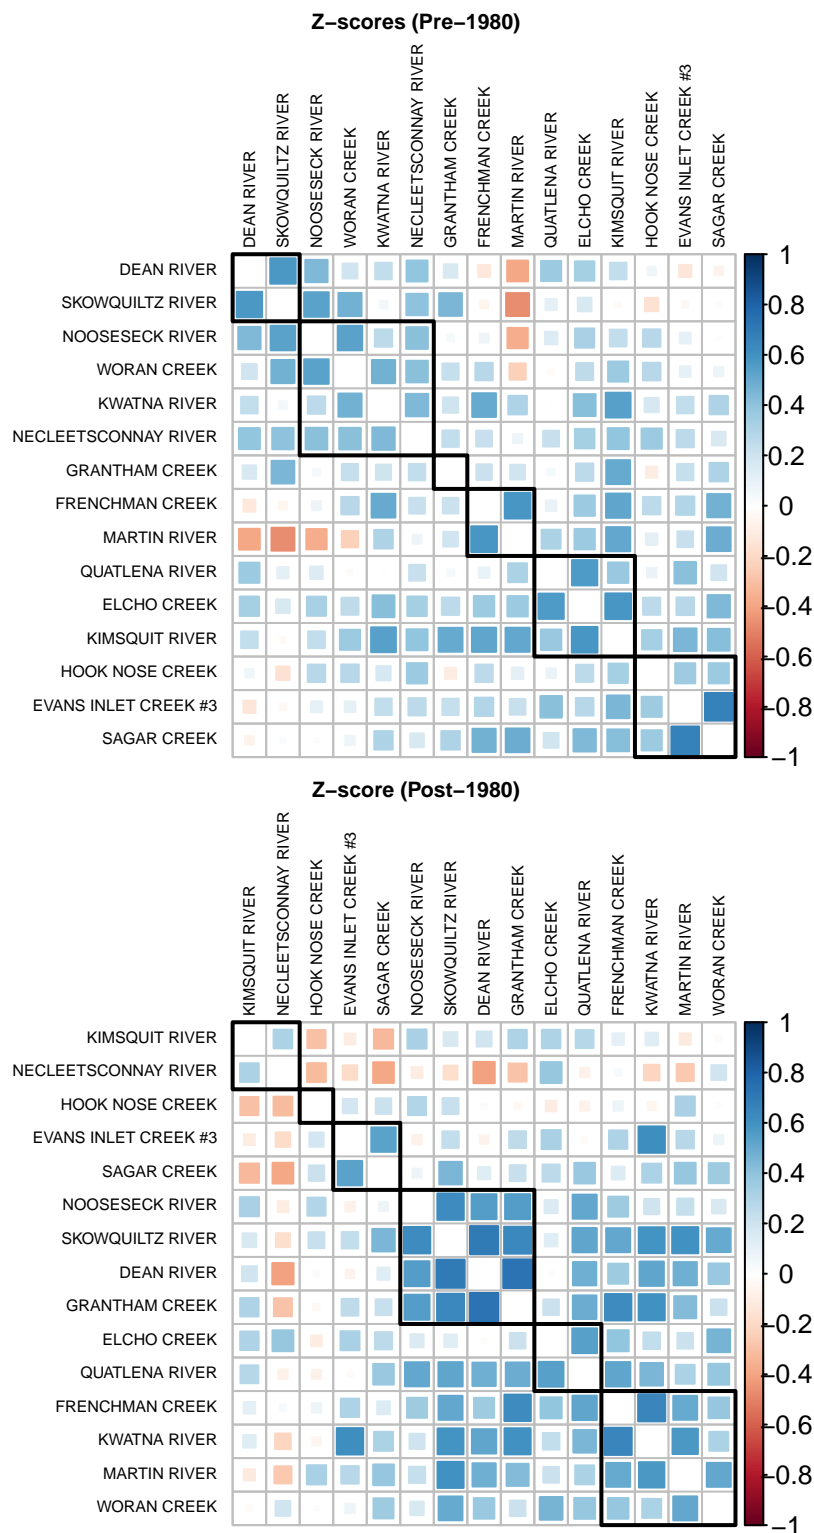 Z−scores (Pre−1980)
DEAN RIVER
SKOWQUILTZ RIVER
NOOSESECK RIVER
WORAN CREEK
KWATNA RIVER
NECLEETSCONNAY RIVER
GRANTHAM CREEK
FRENCHMAN CREEK
MARTIN RIVER
QUATLENA RIVER
ELCHO CREEK
KIMSQUIT RIVER
HOOK NOSE CREEK
EVANS INLET CREEK #3
SAGAR CREEK
DEAN RIVER
SKOWQUILTZ RIVER
NOOSESECK RIVER
WORAN CREEK
KWATNA RIVER
NECLEETSCONNAY RIVER
GRANTHAM CREEK
FRENCHMAN CREEK
MARTIN RIVER
QUATLENA RIVER
ELCHO CREEK
KIMSQUIT RIVER
HOOK NOSE CREEK
EVANS INLET CREEK #3
SAGAR CREEK
1
0.8
0.6
0.4
0.2
0
−0.2
−0.4
−0.6
−0.8
−1
Z−score (Post−1980)
KIMSQUIT RIVER
NECLEETSCONNAY RIVER
HOOK NOSE CREEK
EVANS INLET CREEK #3
SAGAR CREEK
NOOSESECK RIVER
SKOWQUILTZ RIVER
DEAN RIVER
GRANTHAM CREEK
ELCHO CREEK
QUATLENA RIVER
FRENCHMAN CREEK
KWATNA RIVER
MARTIN RIVER
WORAN CREEK
KIMSQUIT RIVER
NECLEETSCONNAY RIVER
HOOK NOSE CREEK
EVANS INLET CREEK #3
SAGAR CREEK
NOOSESECK RIVER
SKOWQUILTZ RIVER
DEAN RIVER
GRANTHAM CREEK
ELCHO CREEK
QUATLENA RIVER
FRENCHMAN CREEK
KWATNA RIVER
MARTIN RIVER
WORAN CREEK
1
0.8
0.6
0.4
0.2
0
−0.2
−0.4
−0.6
−0.8
−1